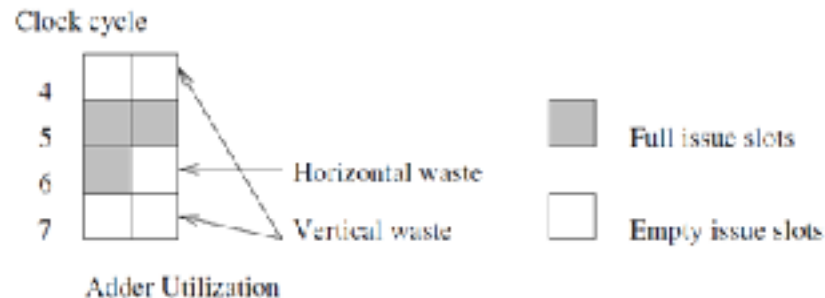 Clock cycle
4
5
Full issue slots
6
Horizontal waste
7
Vertical waste
Empty issue slots
Adder Utilization